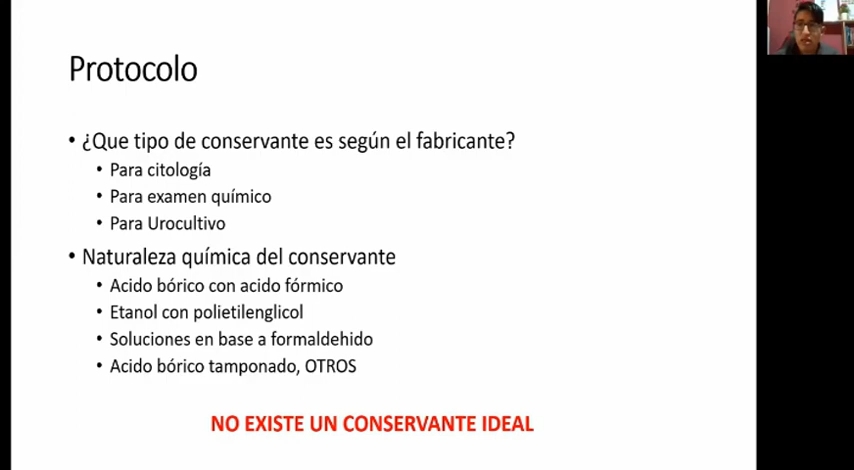 Protocolo
• ¿Que tipo de conservante es según el fabricante?
• Para citología
• Para examen químico
• Para Urocultivo
• Naturaleza química del conservante
• Acido bórico con acido fórmico
• Etanol con polietilenglicol
• Soluciones en base a formaldehido
• Acido bórico tamponado, OTROS
NO EXISTE UN CONSERVANTE IDEAL